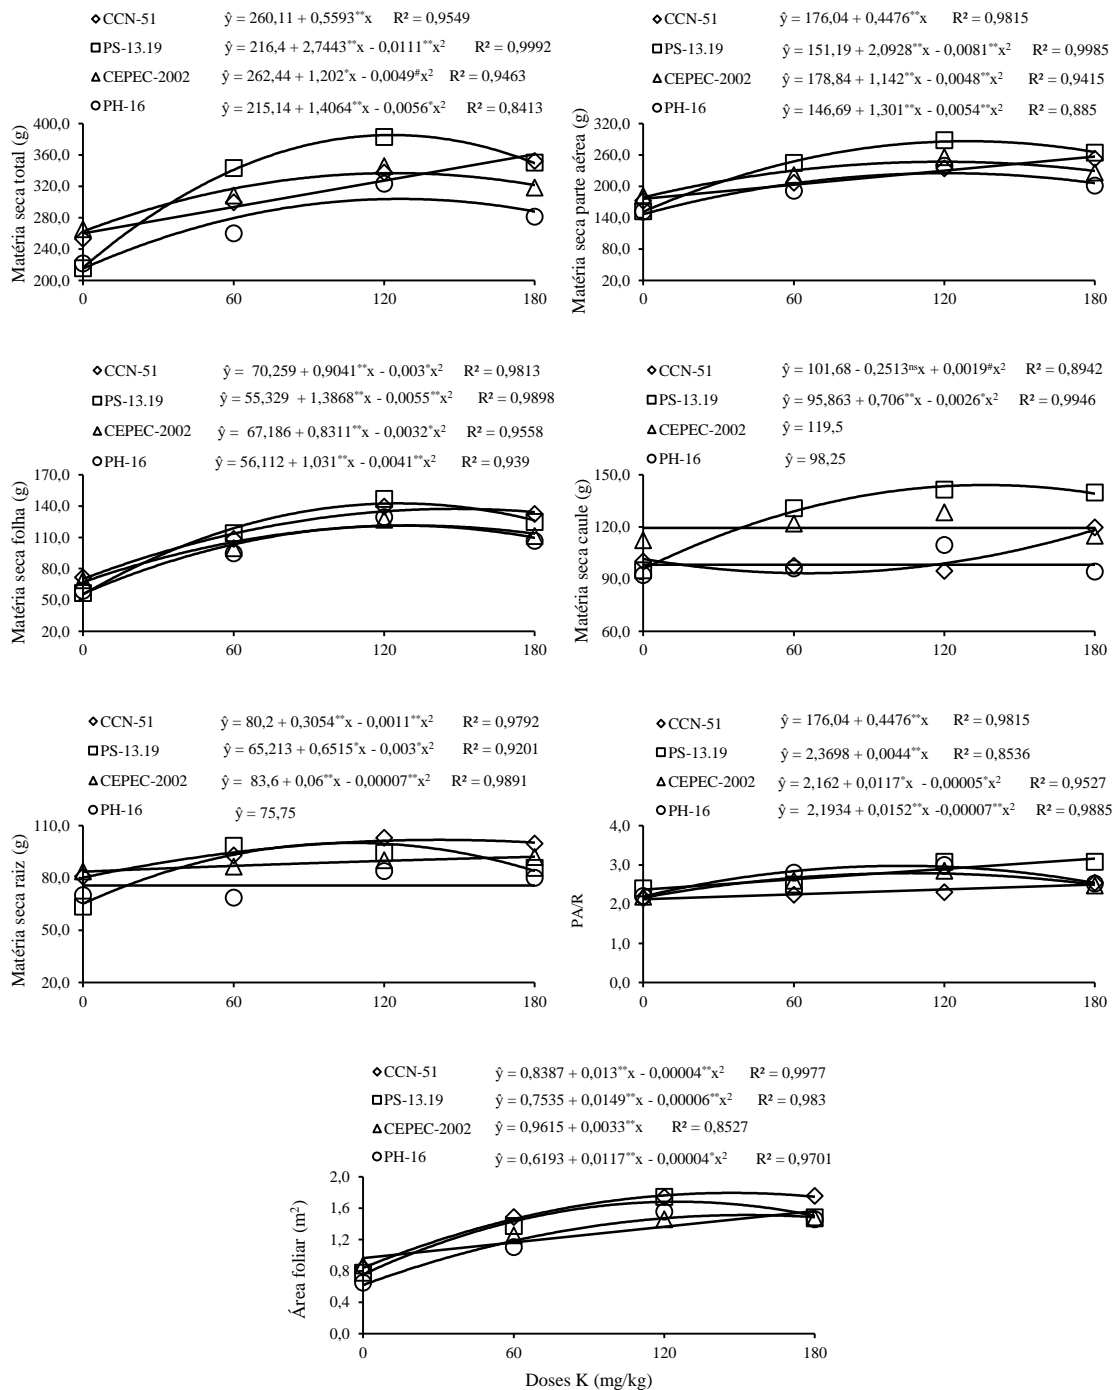 CCN-51 ŷ = 260,11 + 0,5593**x R² = 0,9549
PS-13.19 ŷ = 216,4 + 2,7443**x - 0,0111**x² R² = 0,9992
CEPEC-2002 ŷ = 262,44 + 1,202*x - 0,0049#x² R² = 0,9463
PH-16 ŷ = 215,14 + 1,4064**x - 0,0056*x² R² = 0,8413
Matéria seca total (g)
400,0
360,0
320,0
280,0
240,0
200,0
0 60 120 180
CCN-51 ŷ = 176,04 + 0,4476**x R² = 0,9815
PS-13.19 ŷ = 151,19 + 2,0928**x - 0,0081**x² R² = 0,9985
CEPEC-2002 ŷ = 178,84 + 1,142**x - 0,0048**x² R² = 0,9415
PH-16 ŷ = 146,69 + 1,301**x - 0,0054**x² R² = 0,885
Matéria seca parte aérea (g)
320,0
260,0
200,0
140,0
80,0
20,0
0 60 120 180
CCN-51 ŷ = 70,259 + 0,9041**x - 0,003*x² R² = 0,9813
PS-13.19 ŷ = 55,329 + 1,3868**x - 0,0055**x² R² = 0,9898
CEPEC-2002 ŷ = 67,186 + 0,8311**x - 0,0032*x² R² = 0,9558
PH-16 ŷ = 56,112 + 1,031**x - 0,0041**x² R² = 0,939
Matéria seca folha (g)
170,0
140,0
110,0
80,0
50,0
20,0
0 60 120 180
CCN-51 ŷ = 101,68 - 0,2513ⁿˢx + 0,0019#x² R² = 0,8942
PS-13.19 ŷ = 95,863 + 0,706**x - 0,0026*x² R² = 0,9946
CEPEC-2002 ŷ = 119,5
PH-16 ŷ = 98,25
Matéria seca caule (g)
150,0
120,0
90,0
60,0
0 60 120 180
CCN-51 ŷ = 80,2 + 0,3054**x - 0,0011**x² R² = 0,9792
PS-13.19 ŷ = 65,213 + 0,6515*x - 0,003*x² R² = 0,9201
CEPEC-2002 ŷ = 83,6 + 0,06**x - 0,00007**x² R² = 0,9891
PH-16 ŷ = 75,75
Matéria seca raiz (g)
110,0
80,0
50,0
20,0
0 60 120 180
CCN-51 ŷ = 176,04 + 0,4476**x R² = 0,9815
PS-13.19 ŷ = 2,3698 + 0,0044**x R² = 0,8536
CEPEC-2002 ŷ = 2,162 + 0,0117*x - 0,00005*x² R² = 0,9527
PH-16 ŷ = 2,1934 + 0,0152**x -0,00007**x² R² = 0,9885
PA/R
4,0
3,0
2,0
1,0
0,0
0 60 120 180
CCN-51 ŷ = 0,8387 + 0,013**x - 0,00004**x² R² = 0,9977
PS-13.19 ŷ = 0,7535 + 0,0149**x - 0,00006**x² R² = 0,983
CEPEC-2002 ŷ = 0,9615 + 0,0033**x R² = 0,8527
PH-16 ŷ = 0,6193 + 0,0117**x - 0,00004*x² R² = 0,9701
Área foliar (m²)
2,0
1,6
1,2
0,8
0,4
0,0
0 60 120 180
Doses K (mg/kg)